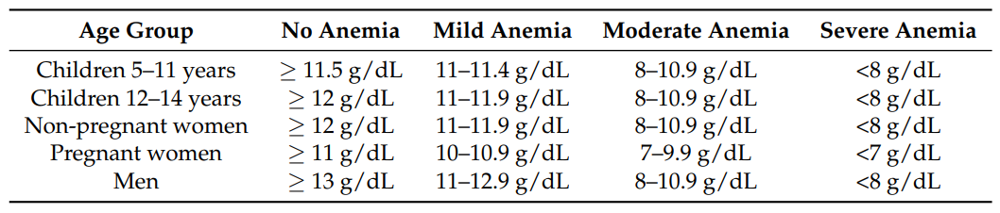 Age Group No Anemia Mild Anemia Moderate Anemia Severe Anemia
Children 5–11 years ≥ 11.5 g/dL 11–11.4 g/dL 8–10.9 g/dL <8 g/dL
Children 12–14 years ≥ 12 g/dL 11–11.9 g/dL 8–10.9 g/dL <8 g/dL
Non-pregnant women ≥ 12 g/dL 11–11.9 g/dL 8–10.9 g/dL <8 g/dL
Pregnant women ≥ 11 g/dL 10–10.9 g/dL 7–9.9 g/dL <7 g/dL
Men ≥ 13 g/dL 11–12.9 g/dL 8–10.9 g/dL <8 g/dL